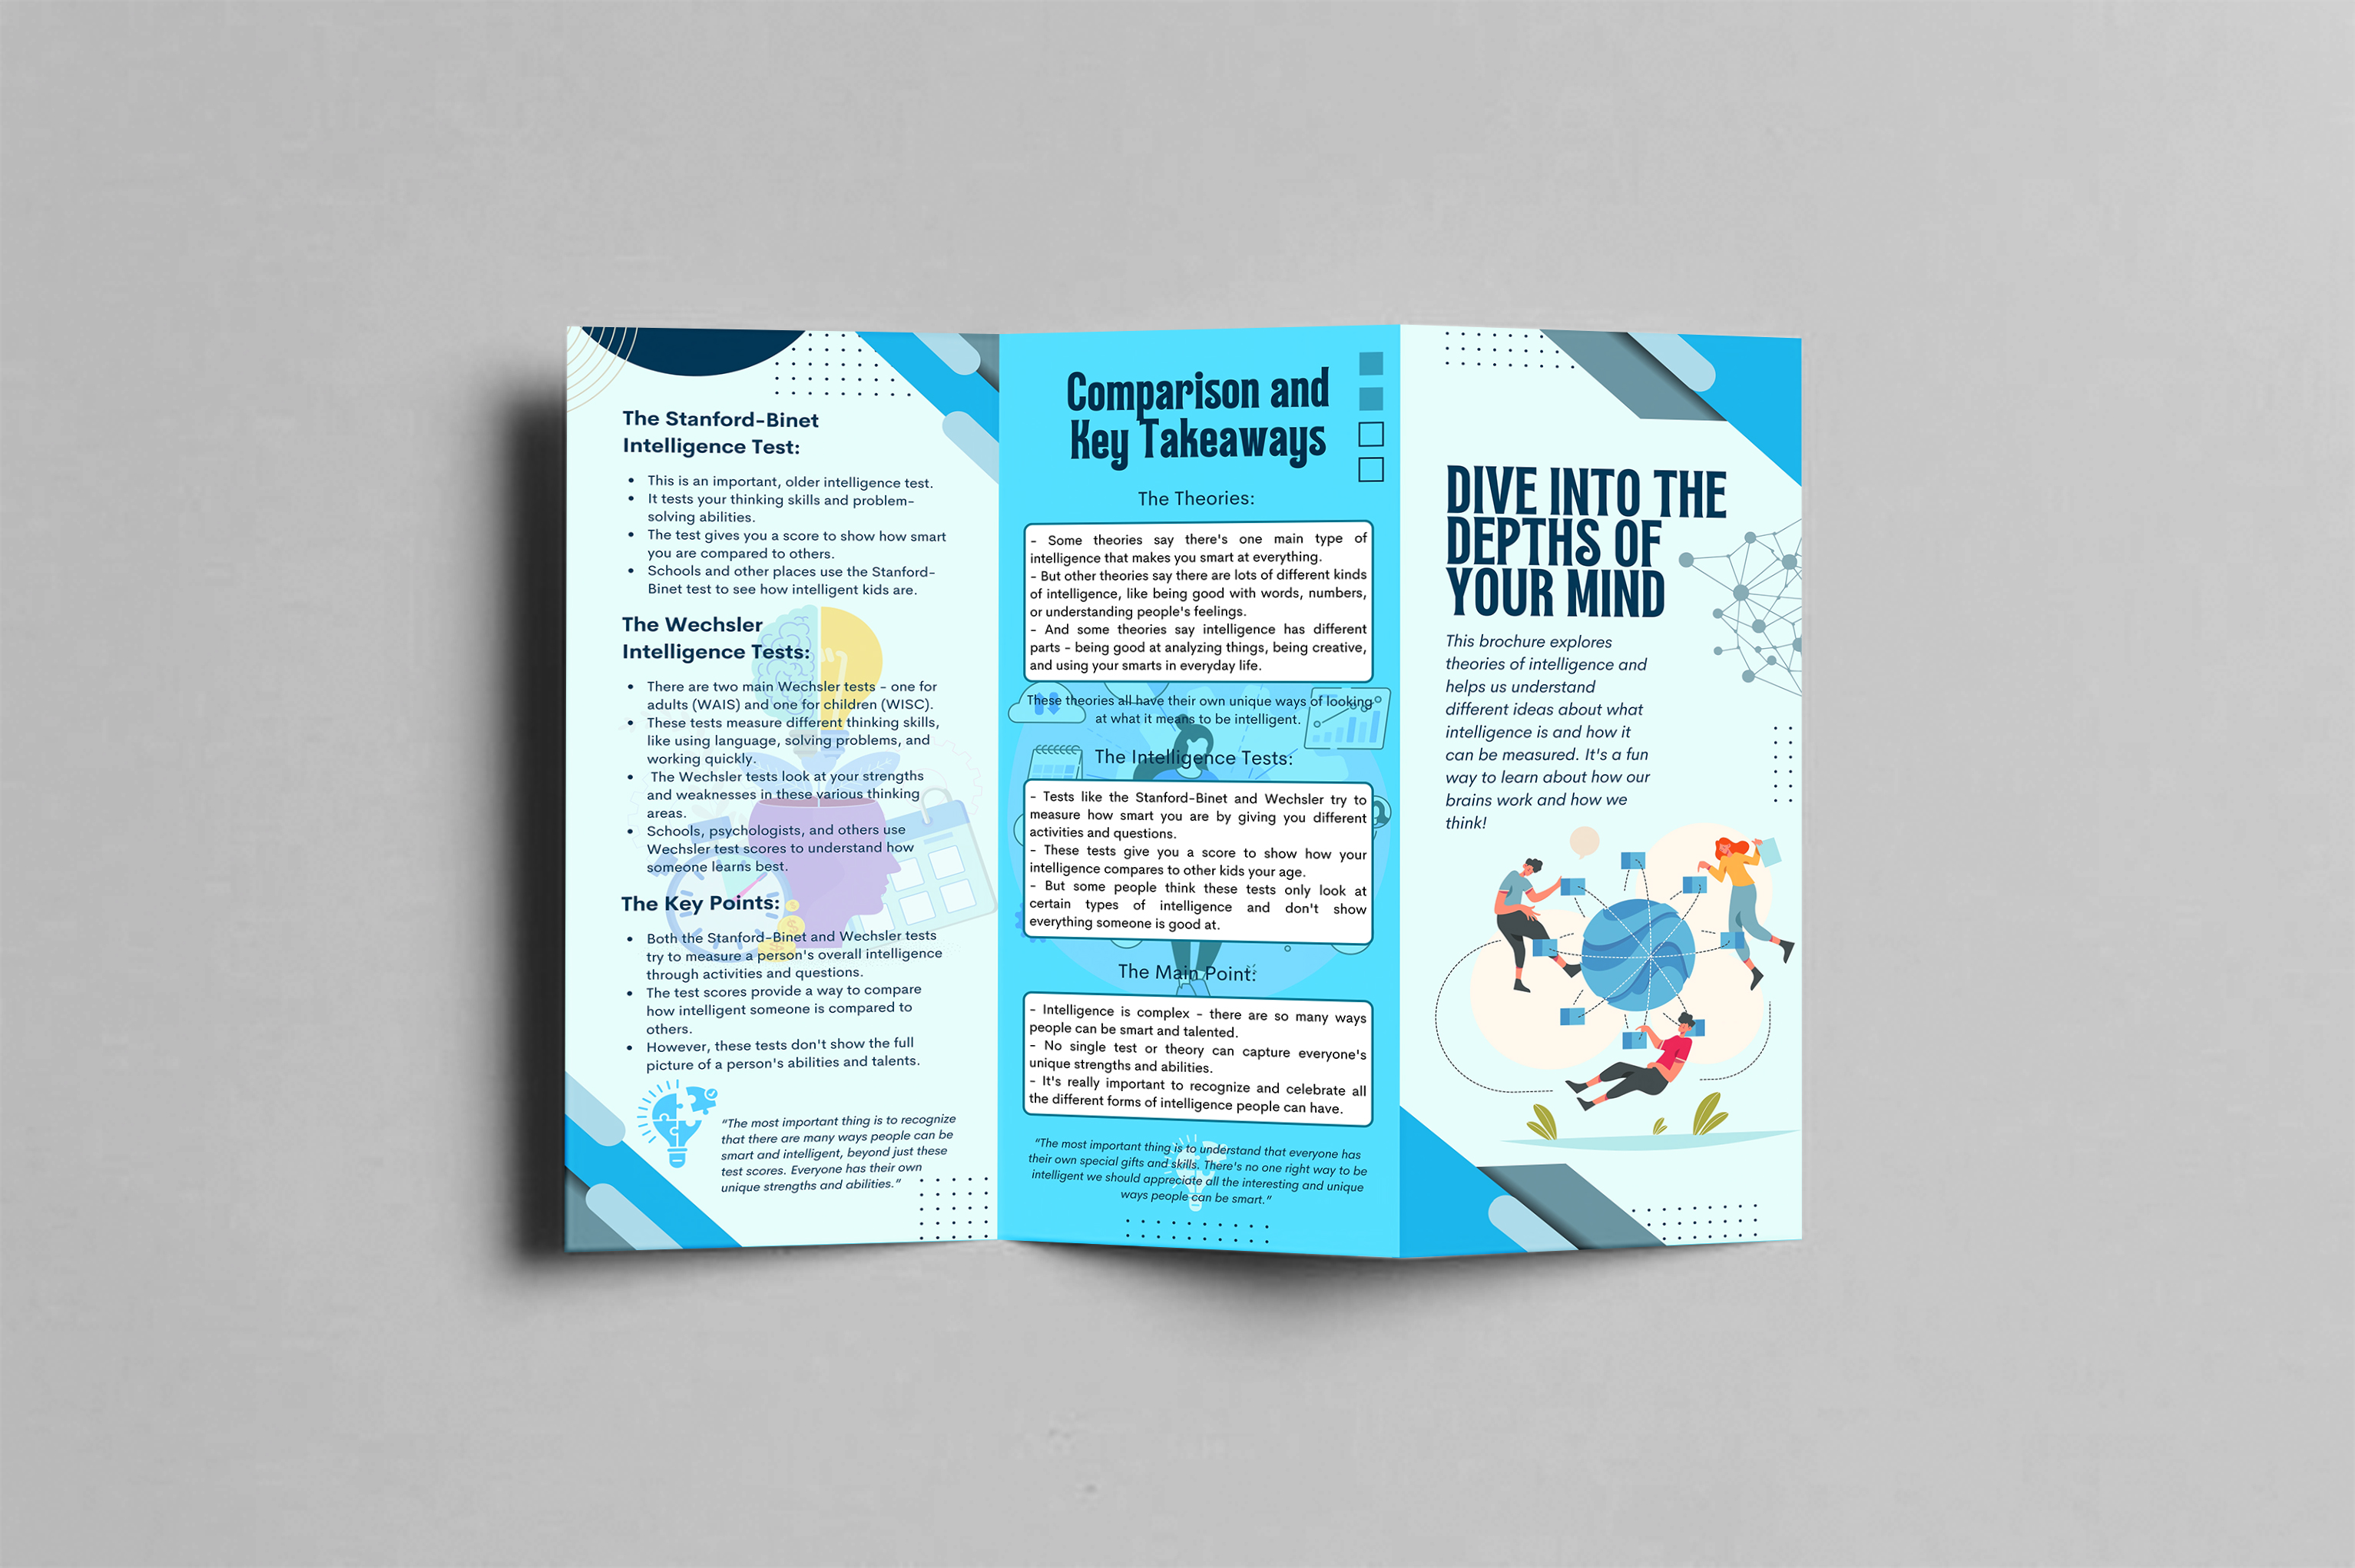 The Stanford-Binet
Intelligence Test:
• This is an important, older intelligence test.
• It tests your thinking skills and problem-
solving abilities.
• The test gives you a score to show how smart
you are compared to others.
• Schools and other places use the Stanford-
Binet test to see how intelligent kids are.
The Wechsler
Intelligence Tests:
• There are two main Wechsler tests - one for
adults (WAIS) and one for children (WISC).
• These tests measure different thinking skills,
like using language, solving problems, and
working quickly.
• The Wechsler tests look at your strengths
and weaknesses in these various thinking
areas.
• Schools, psychologists, and others use
Wechsler test scores to understand how
someone learns best.
The Key Points:
• Both the Stanford-Binet and Wechsler tests
try to measure a person's overall intelligence
through activities and questions.
• The test scores provide a way to compare
how intelligent someone is compared to
others.
• However, these tests don't show the full
picture of a person's abilities and talents.
"The most important thing is to recognize
that there are many ways people can be
smart and intelligent, beyond just these
test scores. Everyone has their own
unique strengths and abilities."
Comparison and
Key Takeaways
The Theories:
- Some theories say there's one main type of
intelligence that makes you smart at everything.
- But other theories say there are lots of different kinds
of intelligence, like being good with words, numbers,
or understanding people's feelings.
- And some theories say intelligence has different
parts - being good at analyzing things, being creative,
and using your smarts in everyday life.
These theories all have their own unique ways of looking
at what it means to be intelligent.
The Intelligence Tests:
- Tests like the Stanford-Binet and Wechsler try to
measure how smart you are by giving you different
activities and questions.
- These tests give you a score to show how your
intelligence compares to other kids your age.
- But some people think these tests only look at
certain types of intelligence and don't show
everything someone is good at.
The Main Point:
- Intelligence is complex - there are so many ways
people can be smart and talented.
- No single test or theory can capture everyone's
unique strengths and abilities.
- It's really important to recognize and celebrate all
the different forms of intelligence people can have.
"The most important thing is to understand that everyone has
their own special gifts and skills. There's no one right way to be
intelligent we should appreciate all the interesting and unique
ways people can be smart."
DIVE INTO THE
DEPTHS OF
YOUR MIND
This brochure explores
theories of intelligence and
helps us understand
different ideas about what
intelligence is and how it
can be measured. It's a fun
way to learn about how our
brains work and how we
think!